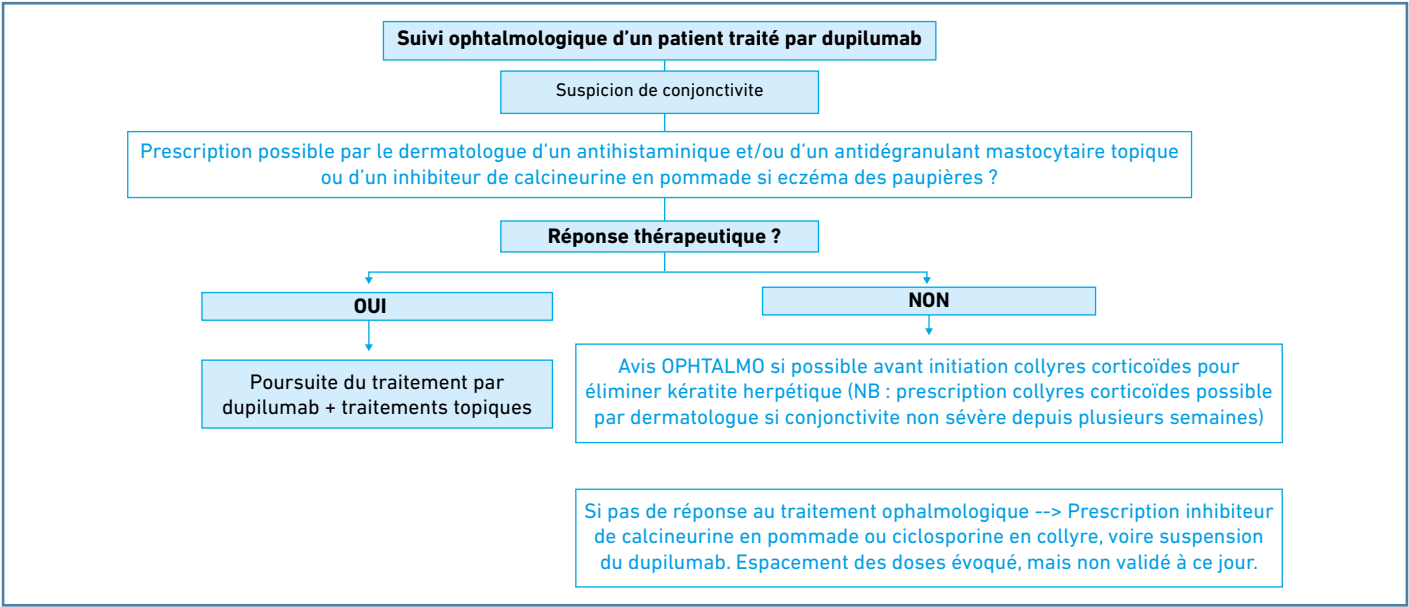 Suivi ophtalmologique d'un patient traité par dupilumab
Suspicion de conjonctivite
Prescription possible par le dermatologue d'un antihistaminique et/ou d'un antidégranulant mastocytaire topique
ou d'un inhibiteur de calcineurine en pommade si eczéma des paupières ?
Réponse thérapeutique ?
OUI
NON
Poursuite du traitement par
dupilumab + traitements topiques
Avis OPHTALMO si possible avant initiation collyres corticoïdes pour
éliminer kératite herpétique (NB : prescription collyres corticoïdes possible
par dermatologue si conjonctivite non sévère depuis plusieurs semaines)
Si pas de réponse au traitement ophalmologique --> Prescription inhibiteur
de calcineurine en pommade ou ciclosporine en collyre, voire suspension
du dupilumab. Espacement des doses évoqué, mais non validé à ce jour.